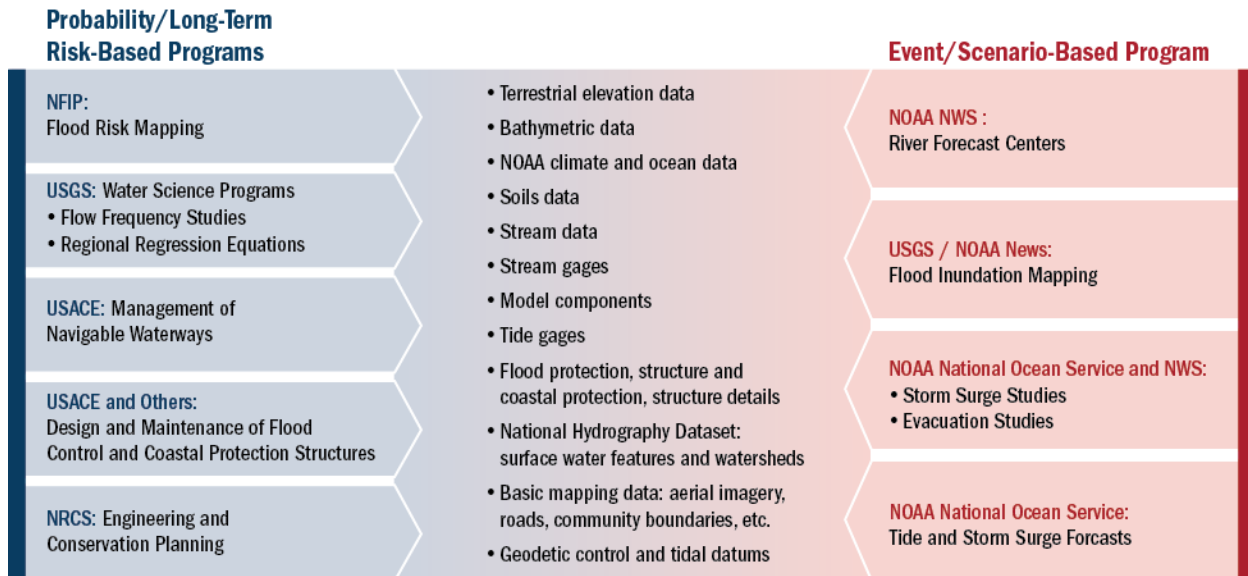 Probability/Long-Term
Risk-Based Programs
NFIP:
Flood Risk Mapping
USGS: Water Science Programs
• Flow Frequency Studies
• Regional Regression Equations
USACE: Management of
Navigable Waterways
USACE and Others:
Design and Maintenance of Flood
Control and Coastal Protection Structures
NRCS: Engineering and
Conservation Planning
• Terrestrial elevation data
• Bathymetric data
• NOAA climate and ocean data
• Soils data
• Stream data
• Stream gages
• Model components
• Tide gages
• Flood protection, structure and
coastal protection, structure details
• National Hydrography Dataset:
surface water features and watersheds
• Basic mapping data: aerial imagery,
roads, community boundaries, etc.
• Geodetic control and tidal datums
Event/Scenario-Based Program
NOAA NWS :
River Forecast Centers
USGS / NOAA News:
Flood Inundation Mapping
NOAA National Ocean Service and NWS:
• Storm Surge Studies
• Evacuation Studies
NOAA National Ocean Service:
Tide and Storm Surge Forcasts